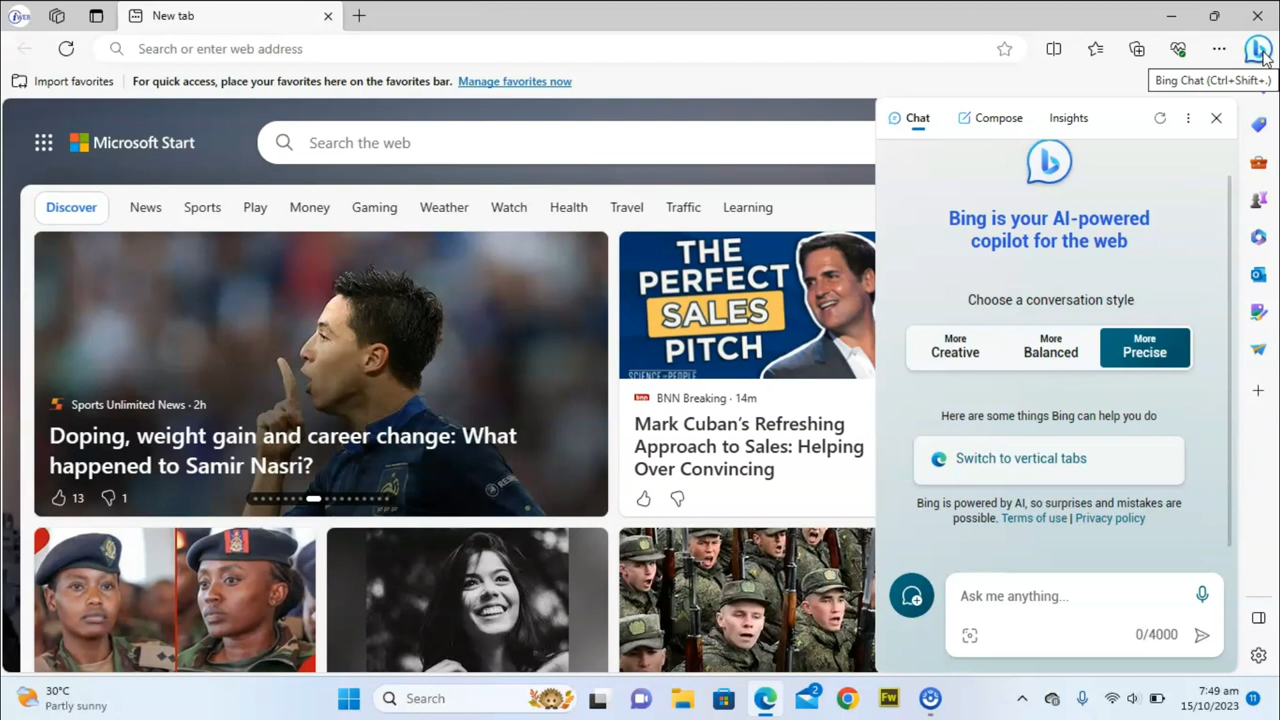 New tab
Search or enter web address
Bing Chat (Ctrl+Shift+.)
Import favorites
For quick access, place your favorites here on the favorites bar. Manage favorites now
Microsoft Start
Search the web
Discover News Sports Play Money Gaming Weather Watch Health Travel Traffic Learning
Sports Unlimited News · 2h
Doping, weight gain and career change: What
happened to Samir Nasri?
13 1
THE
PERFECT
SALES
PITCH
SCIENCE of PEOPLE
bnn
BNN Breaking · 14m
Mark Cuban's Refreshing
Approach to Sales: Helping
Over Convincing
Chat Compose Insights
Bing is your AI-powered
copilot for the web
Choose a conversation style
More
Creative
More
Balanced
More
Precise
Here are some things Bing can help you do
Switch to vertical tabs
Bing is powered by AI, so surprises and mistakes are
possible. Terms of use | Privacy policy
Ask me anything...
0/4000
30°C
Partly sunny
Search
2
Fw
7:49 am
15/10/2023
11